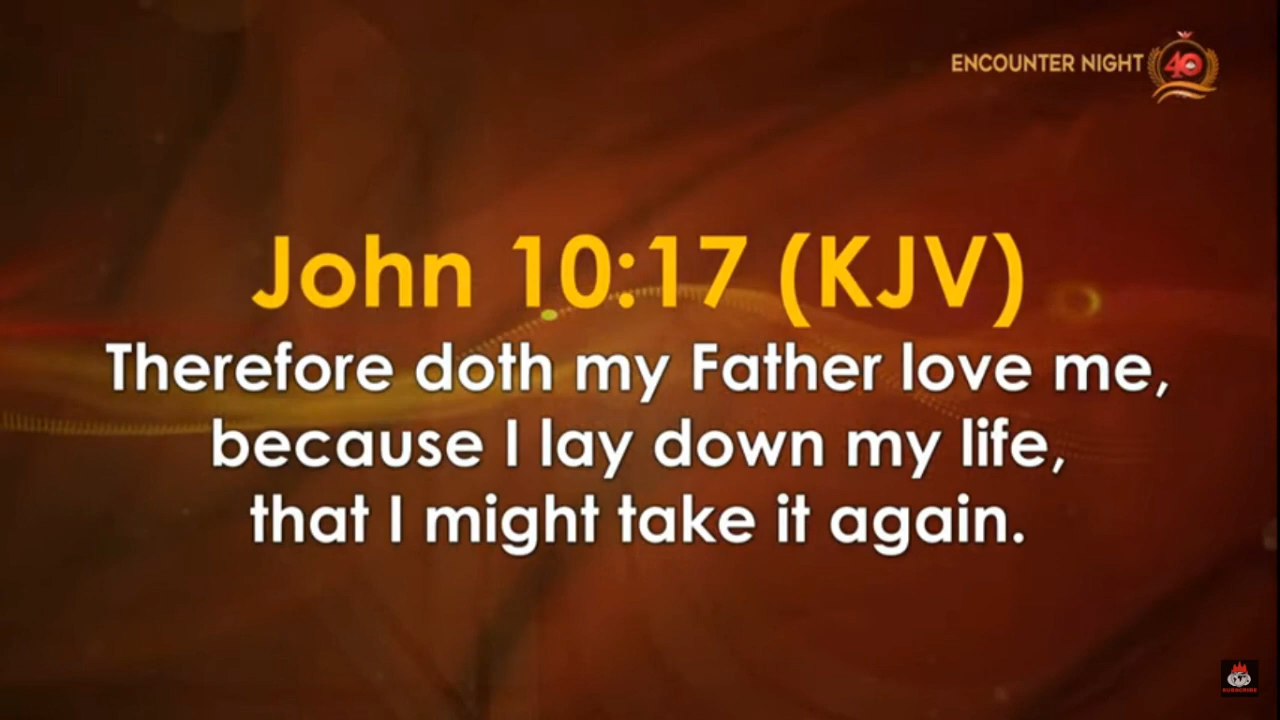 ENCOUNTER NIGHT 40
John 10:17 (KJV)
Therefore doth my Father love me,
because I lay down my life,
that I might take it again.
SUBSCRIBE